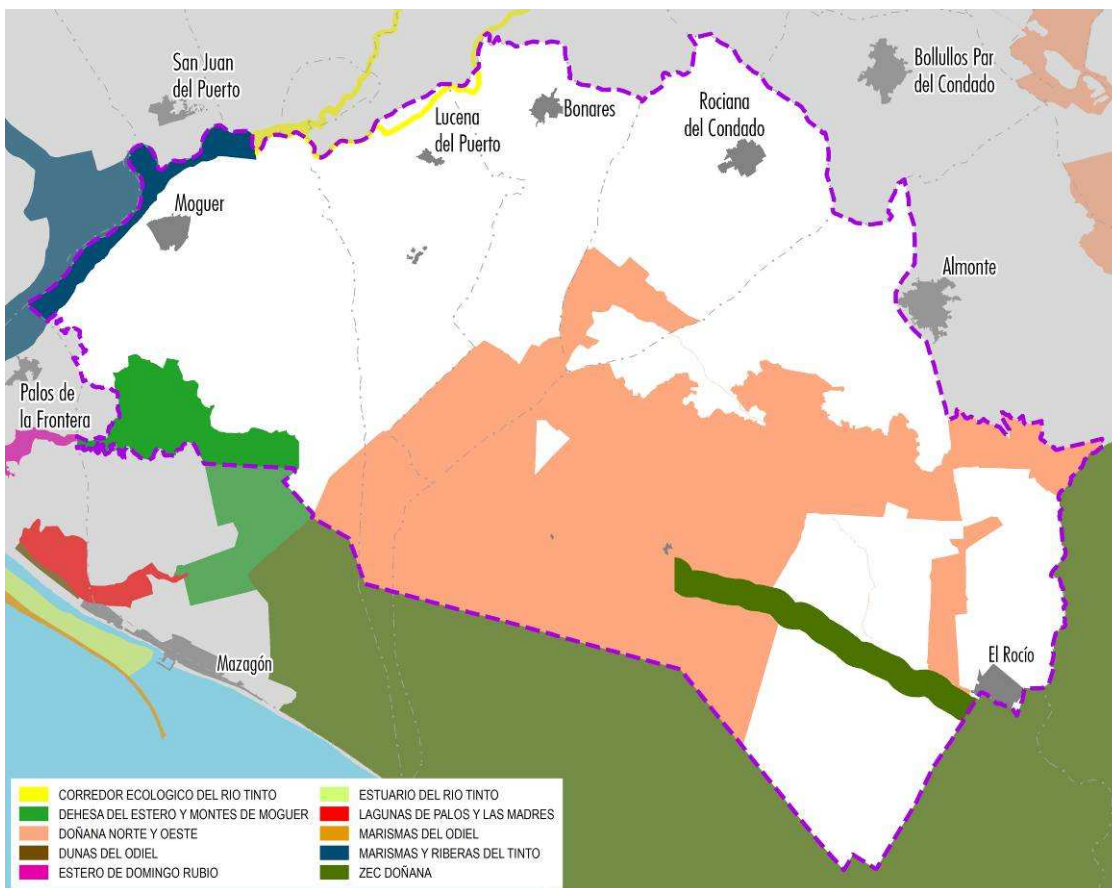 San Juan
del Puerto
Bollullos Par
del Condado
Lucena
del Puerto
Bonares
Rociana
del Condado
Moguer
Almonte
Palos de
la Frontera
Mazagón
El Rocío
CORREDOR ECOLOGICO DEL RIO TINTO
DEHESA DEL ESTERO Y MONTES DE MOGUER
DOÑANA NORTE Y OESTE
DUNAS DEL ODIEL
ESTERO DE DOMINGO RUBIO
ESTUARIO DEL RIO TINTO
LAGUNAS DE PALOS Y LAS MADRES
MARISMAS DEL ODIEL
MARISMAS Y RIBERAS DEL TINTO
ZEC DOÑANA